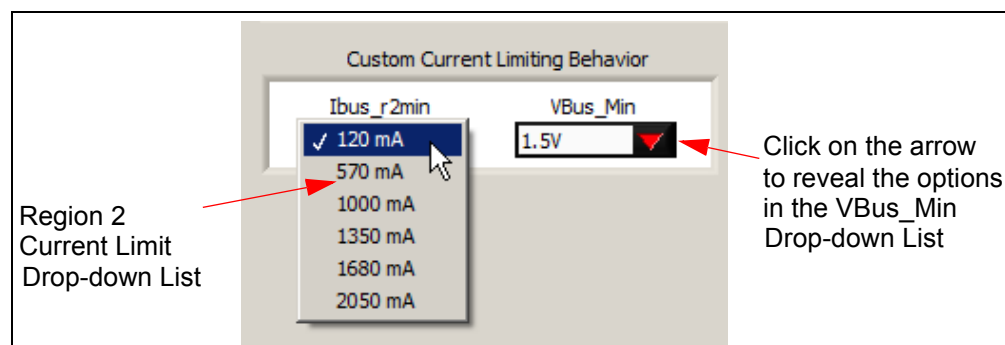 Custom Current Limiting Behavior
Ibus_r2min
VBus_Min
✓ 120 mA
1.5V
570 mA
1000 mA
1350 mA
1680 mA
2050 mA
Region 2
Current Limit
Drop-down List
Click on the arrow
to reveal the options
in the VBus_Min
Drop-down List